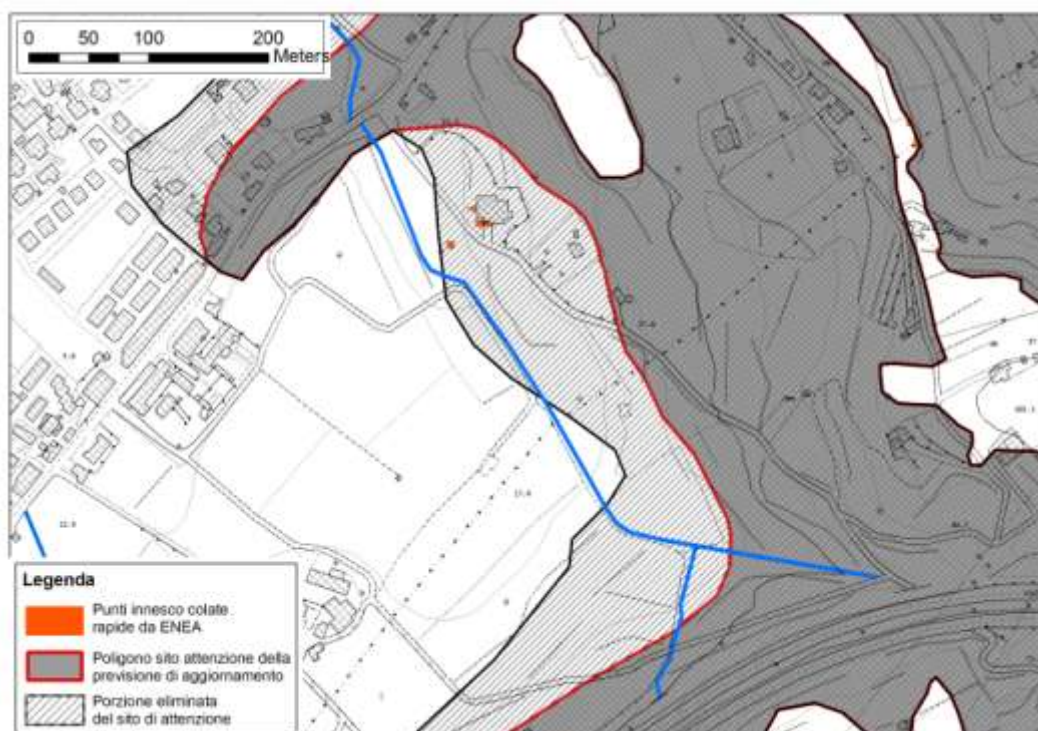 0 50 100 200
Meters
Legenda
Punti innesco colate
rapide da ENEA
Poligono sito attenzione della
previsione di aggiornamento
Porzione eliminata
del sito di attenzione